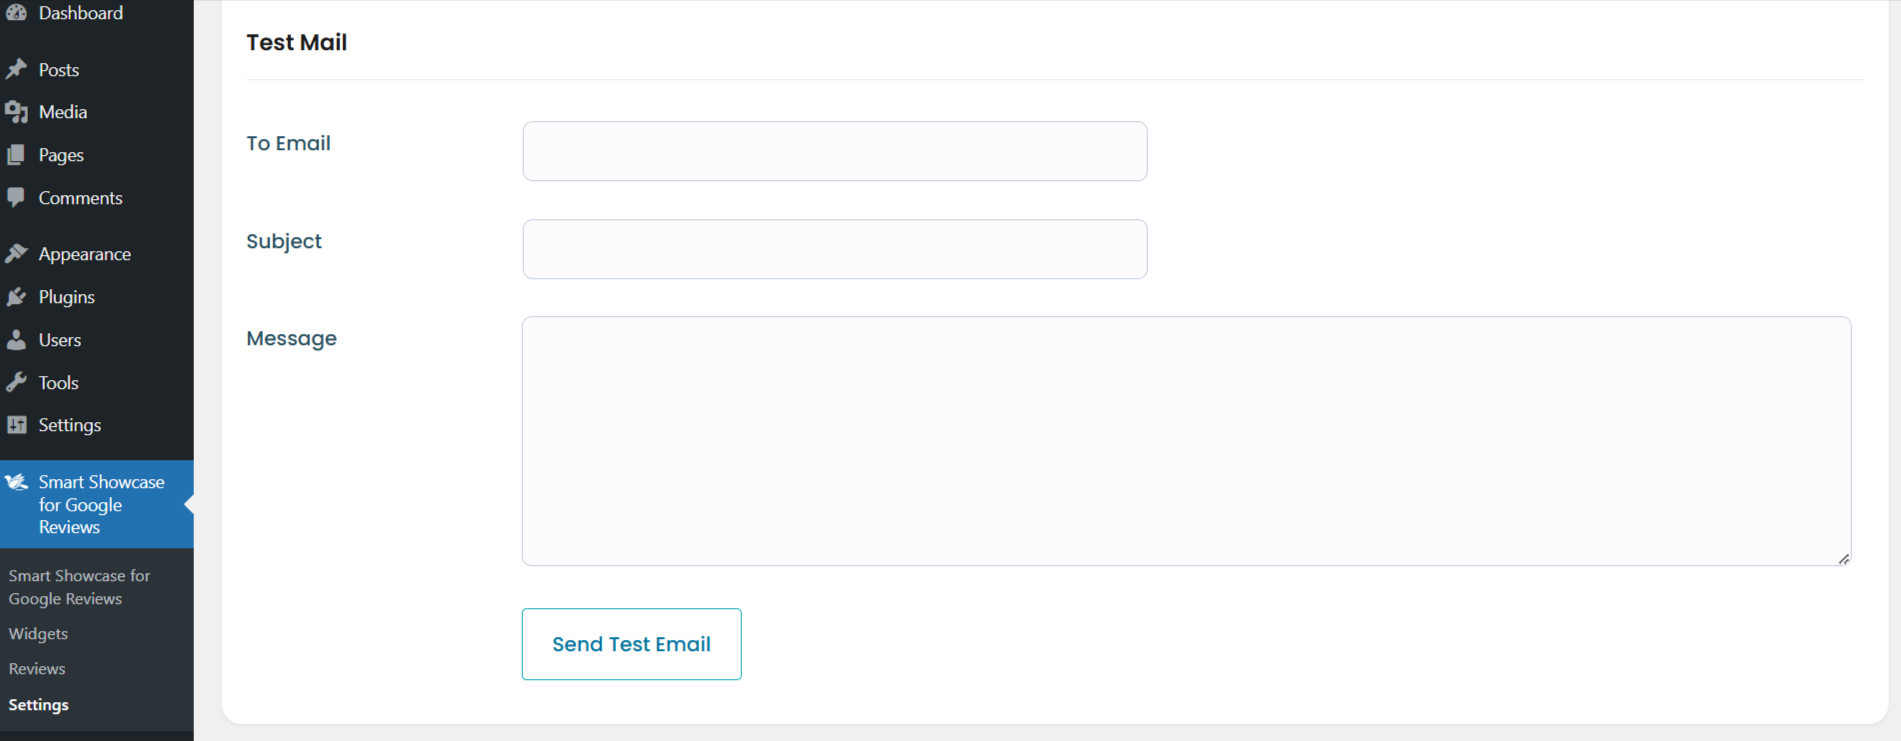 Dashboard
Posts
Media
Pages
Comments
Appearance
Plugins
Users
Tools
Settings
Smart Showcase
for Google
Reviews
Smart Showcase for
Google Reviews
Widgets
Reviews
Settings
Test Mail
To Email
Subject
Message
Send Test Email